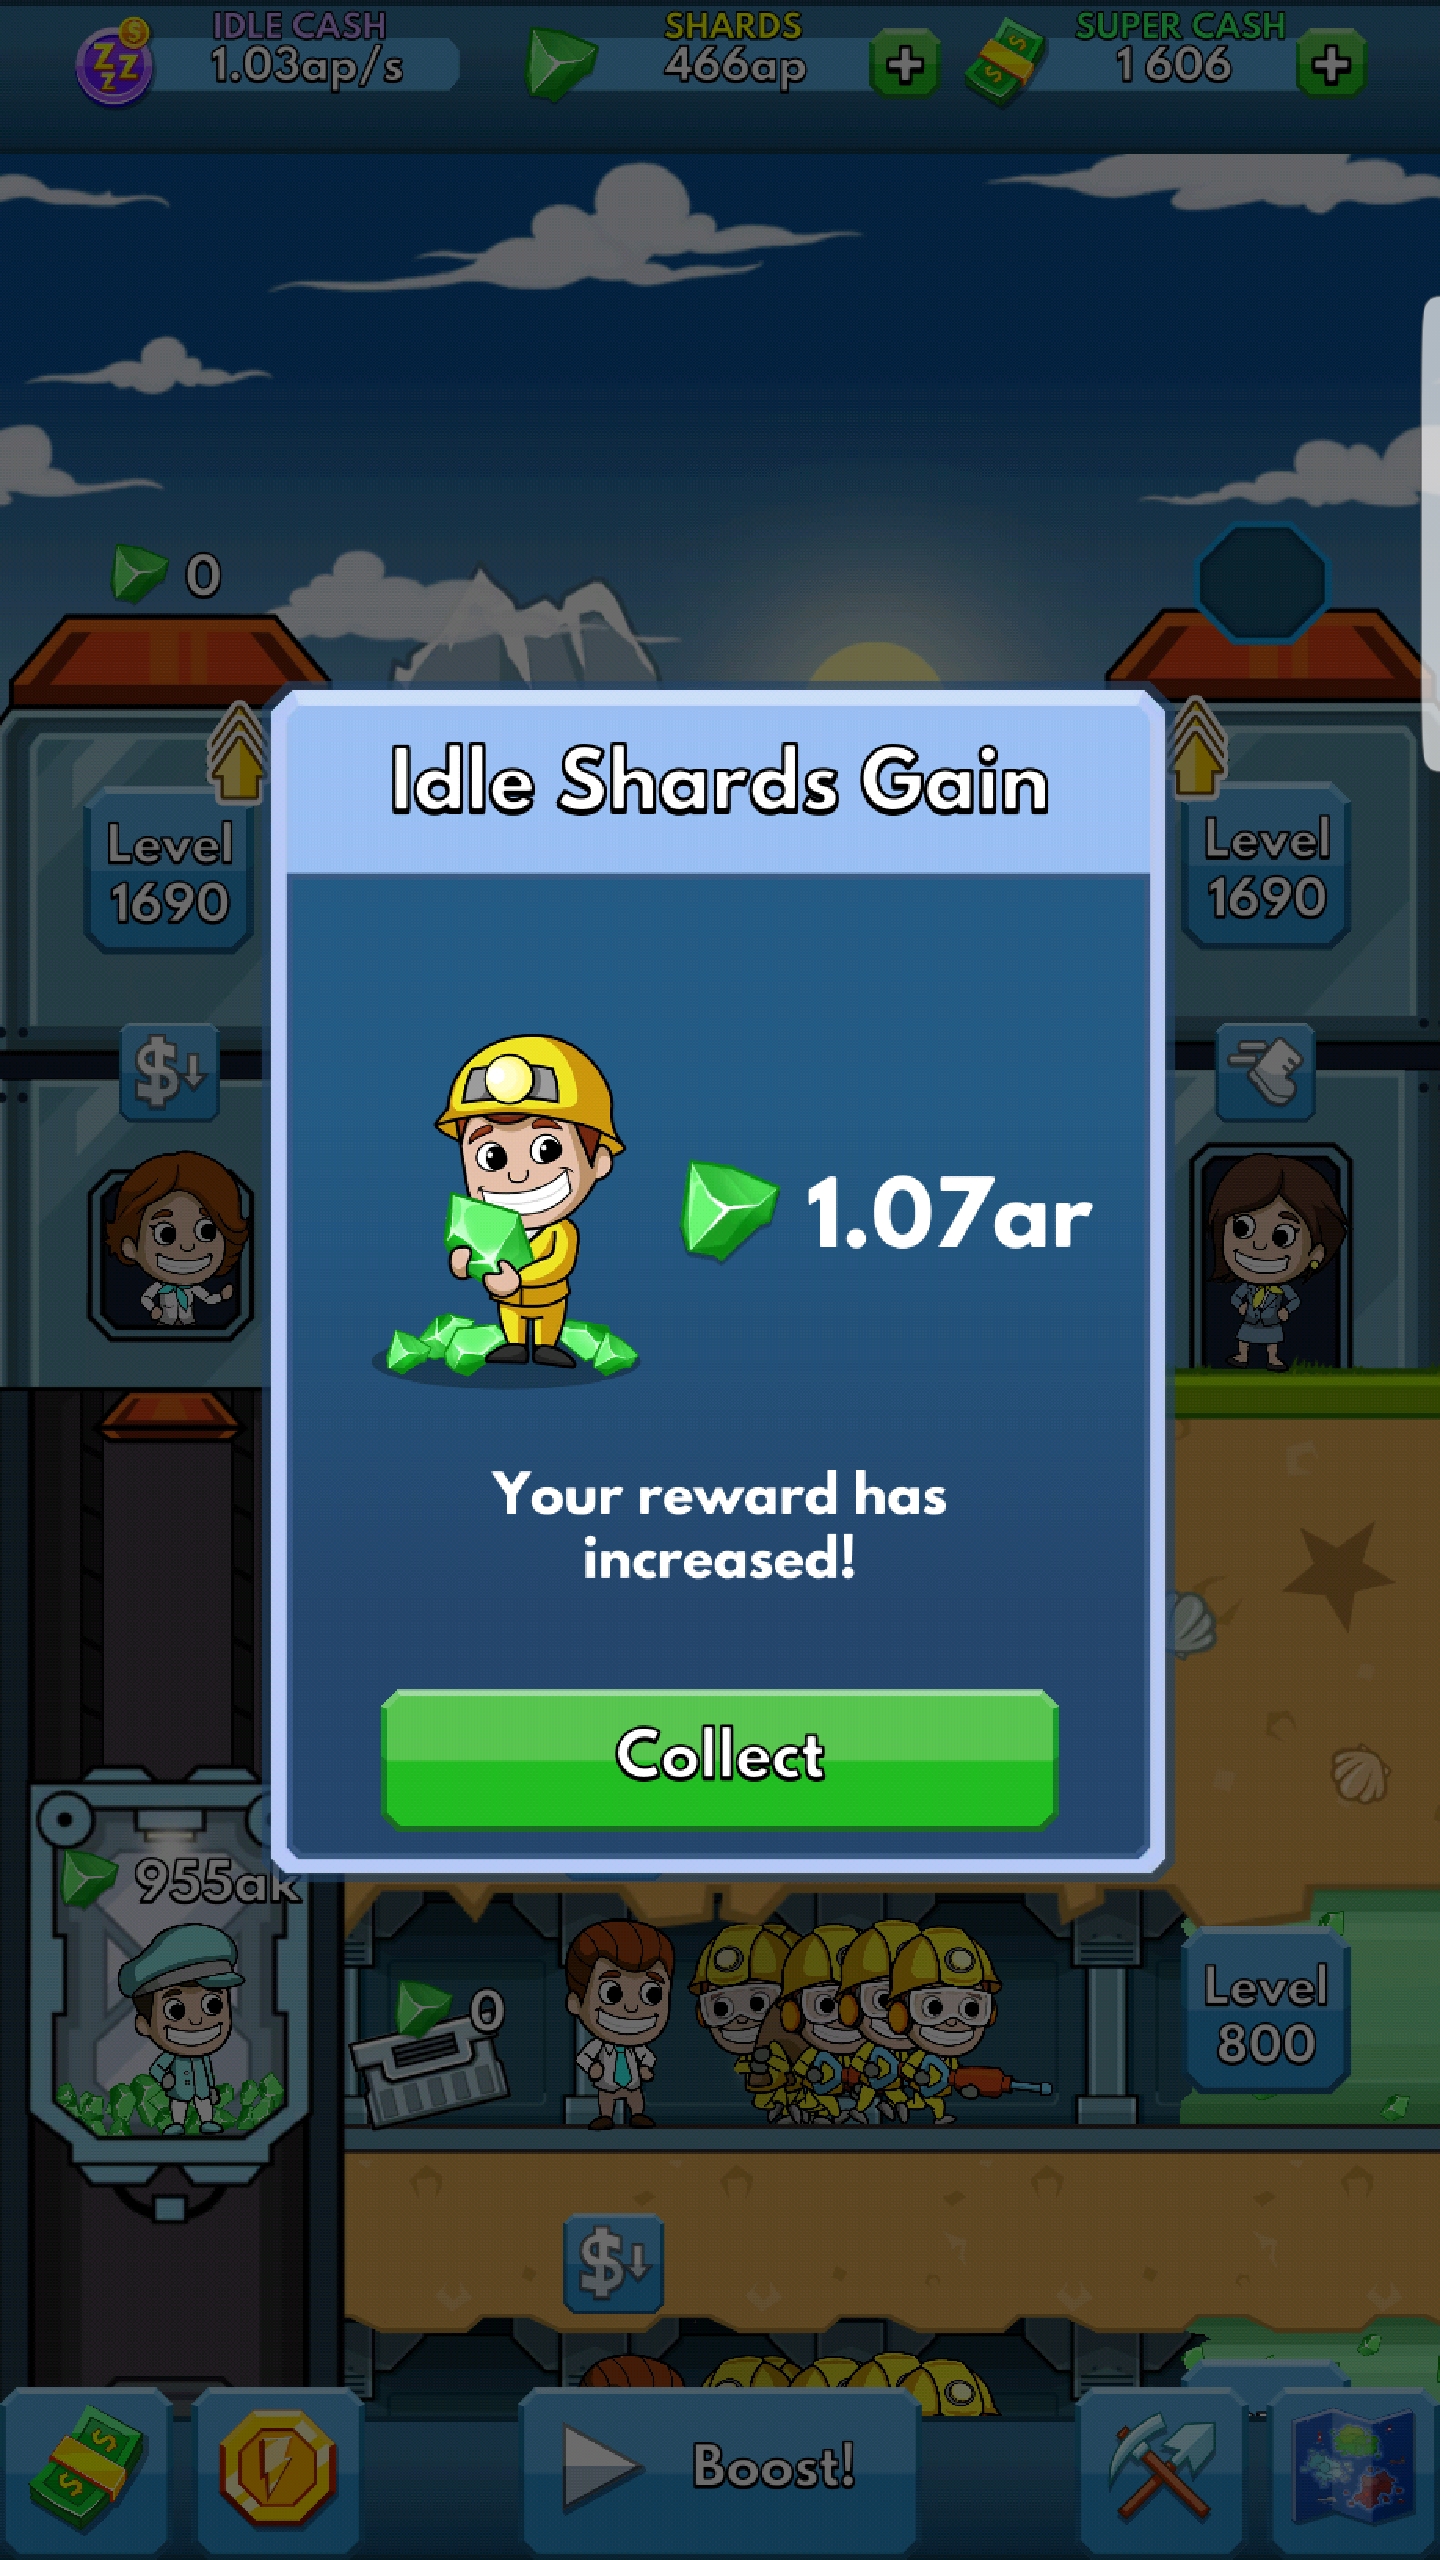 IDLE CASH
1.03ap/s
SHARDS
466ap
SUPER CASH
1 606
0
Idle Shards Gain
Level
1690
Level
1690
1.07ar
Your reward has
increased!
Collect
955ak
0
Level
800
Boost!